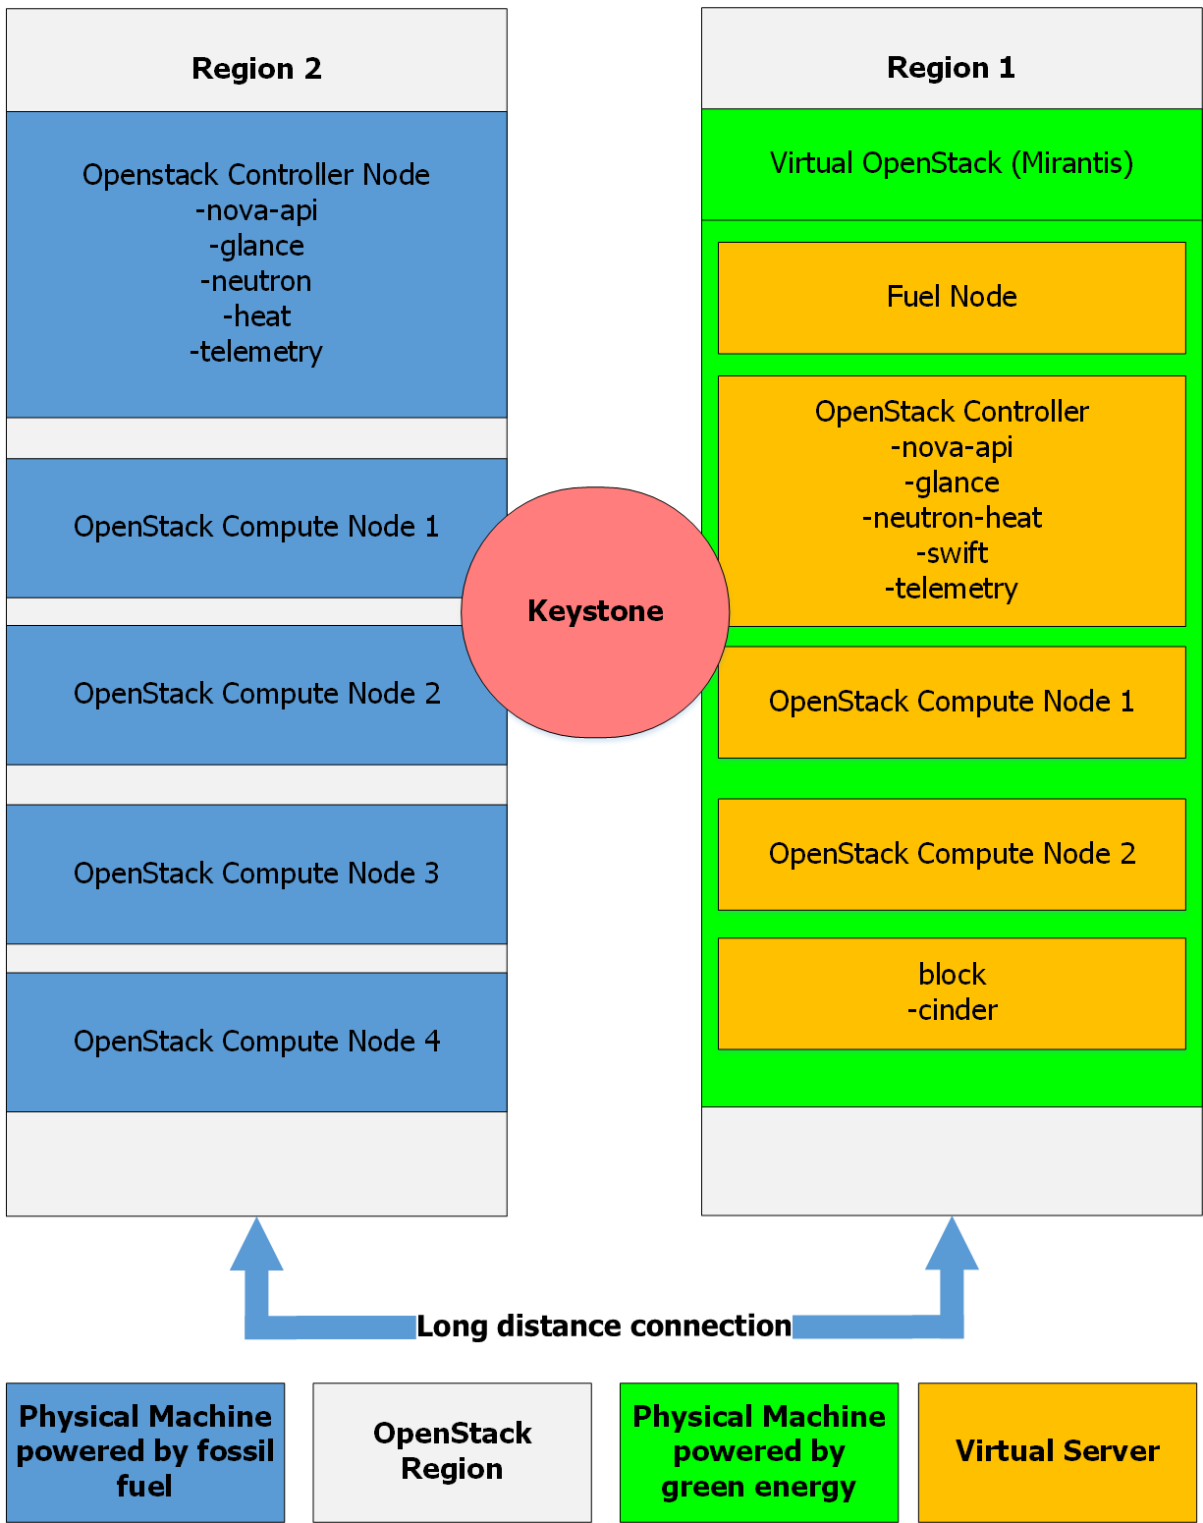 Region 2
Openstack Controller Node
-nova-api
-glance
-neutron
-heat
-telemetry
OpenStack Compute Node 1
OpenStack Compute Node 2
OpenStack Compute Node 3
OpenStack Compute Node 4
Keystone
Region 1
Virtual OpenStack (Mirantis)
Fuel Node
OpenStack Controller
-nova-api
-glance
-neutron-heat
-swift
-telemetry
OpenStack Compute Node 1
OpenStack Compute Node 2
block
-cinder
Long distance connection
Physical Machine
powered by fossil
fuel
OpenStack
Region
Physical Machine
powered by
green energy
Virtual Server